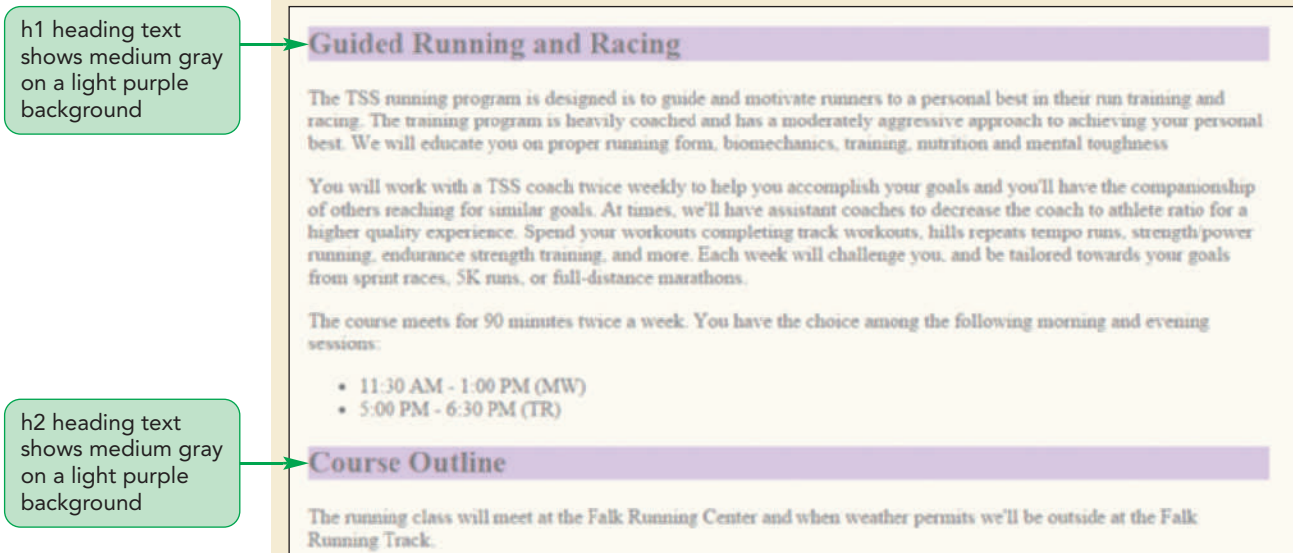 h1 heading text
shows medium gray
on a light purple
background
Guided Running and Racing
The TSS running program is designed is to guide and motivate runners to a personal best in their run training and
racing. The training program is heavily coached and has a moderately aggressive approach to achieving your personal
best. We will educate you on proper running form, biomechanics, training, nutrition and mental toughness
You will work with a TSS coach twice weekly to help you accomplish your goals and you'll have the companionship
of others reaching for similar goals. At times, we'll have assistant coaches to decrease the coach to athlete ratio for a
higher quality experience. Spend your workouts completing track workouts, hills repeats tempo runs, strength/power
running, endurance strength training, and more. Each week will challenge you, and be tailored towards your goals
from sprint races, 5K runs, or full-distance marathons.
The course meets for 90 minutes twice a week. You have the choice among the following morning and evening
sessions:
• 11:30 AM - 1:00 PM (MW)
• 5:00 PM - 6:30 PM (TR)
h2 heading text
shows medium gray
on a light purple
background
Course Outline
The running class will meet at the Falk Running Center and when weather permits we'll be outside at the Falk
Running Track.